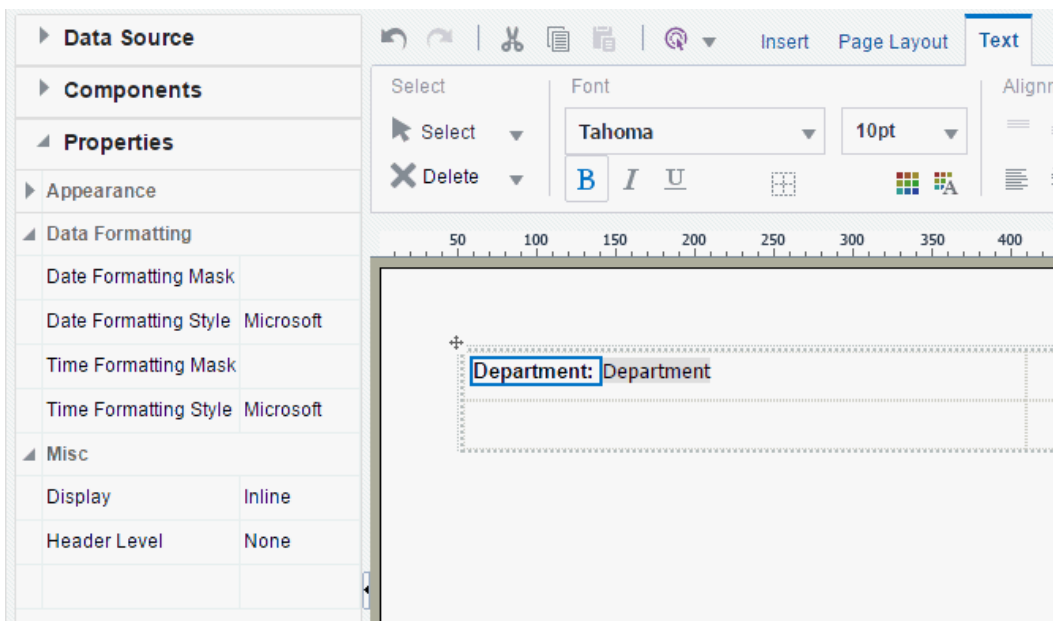 Data Source
Components
Properties
Appearance
Data Formatting
Date Formatting Mask
Date Formatting Style Microsoft
Time Formatting Mask
Time Formatting Style Microsoft
Misc
Display Inline
Header Level None
Insert Page Layout Text
Select Font Alignm
Select Tahoma 10pt
Delete B I U A
50 100 150 200 250 300 350 400
Department: Department